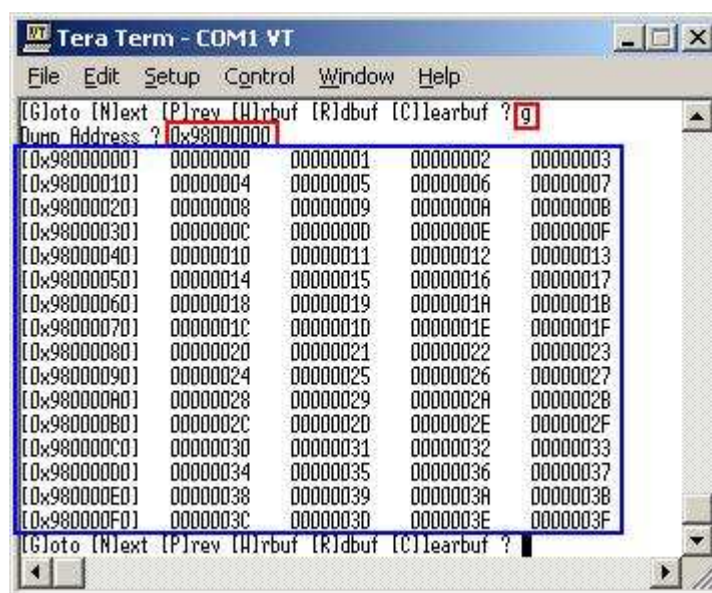 Tera Term - COM1 VT
File Edit Setup Control Window Help
[G]oto [N]ext [P]rev [W]rbuf [R]dbuf [C]learbuf ? g
Dump Address ? 0x98000000
[0x98000000] 00000000 00000001 00000002 00000003
[0x98000010] 00000004 00000005 00000006 00000007
[0x98000020] 00000008 00000009 0000000A 0000000B
[0x98000030] 0000000C 0000000D 0000000E 0000000F
[0x98000040] 00000010 00000011 00000012 00000013
[0x98000050] 00000014 00000015 00000016 00000017
[0x98000060] 00000018 00000019 0000001A 0000001B
[0x98000070] 0000001C 0000001D 0000001E 0000001F
[0x98000080] 00000020 00000021 00000022 00000023
[0x98000090] 00000024 00000025 00000026 00000027
[0x980000A0] 00000028 00000029 0000002A 0000002B
[0x980000B0] 0000002C 0000002D 0000002E 0000002F
[0x980000C0] 00000030 00000031 00000032 00000033
[0x980000D0] 00000034 00000035 00000036 00000037
[0x980000E0] 00000038 00000039 0000003A 0000003B
[0x980000F0] 0000003C 0000003D 0000003E 0000003F
[G]oto [N]ext [P]rev [W]rbuf [R]dbuf [C]learbuf ?